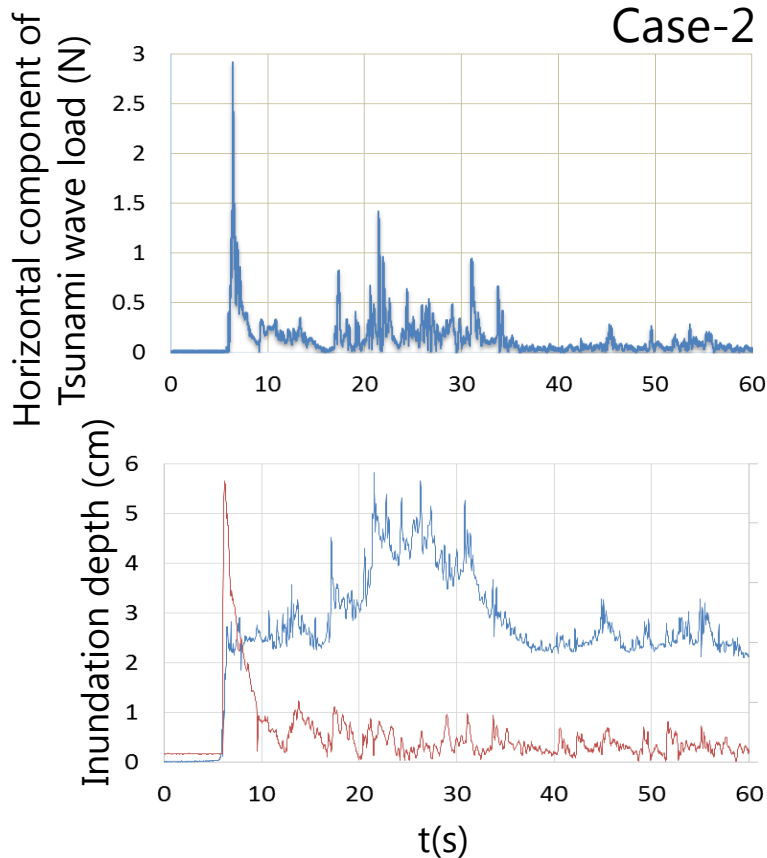 Case-2
Horizontal component of
Tsunami wave load (N)
3
2.5
2
1.5
1
0.5
0
0 10 20 30 40 50 60
Inundation depth (cm)
6
5
4
3
2
1
0
0 10 20 30 40 50 60
t(s)